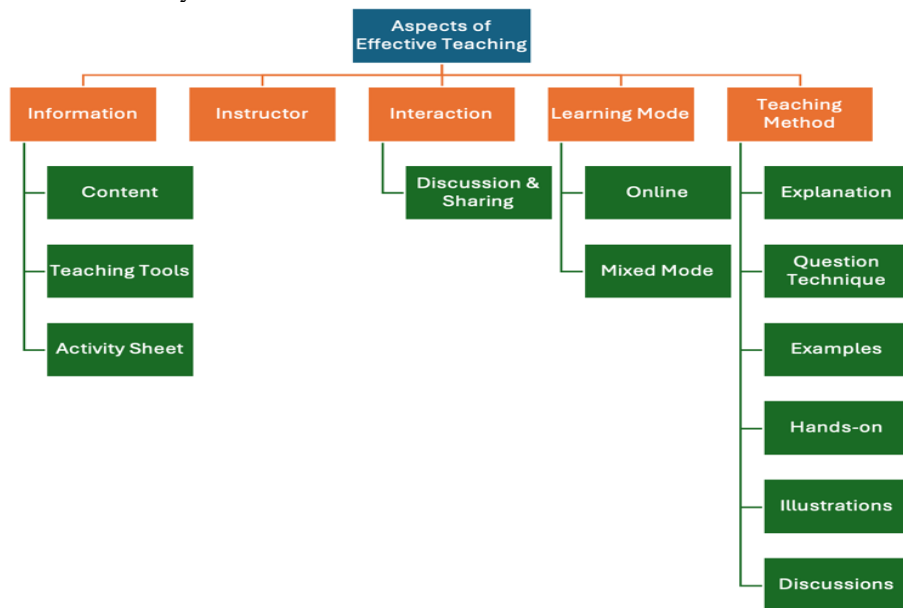 Aspects of
Effective Teaching
Information
Instructor
Interaction
Learning Mode
Teaching
Method
Content
Teaching Tools
Activity Sheet
Discussion &
Sharing
Online
Mixed Mode
Explanation
Question
Technique
Examples
Hands-on
Illustrations
Discussions